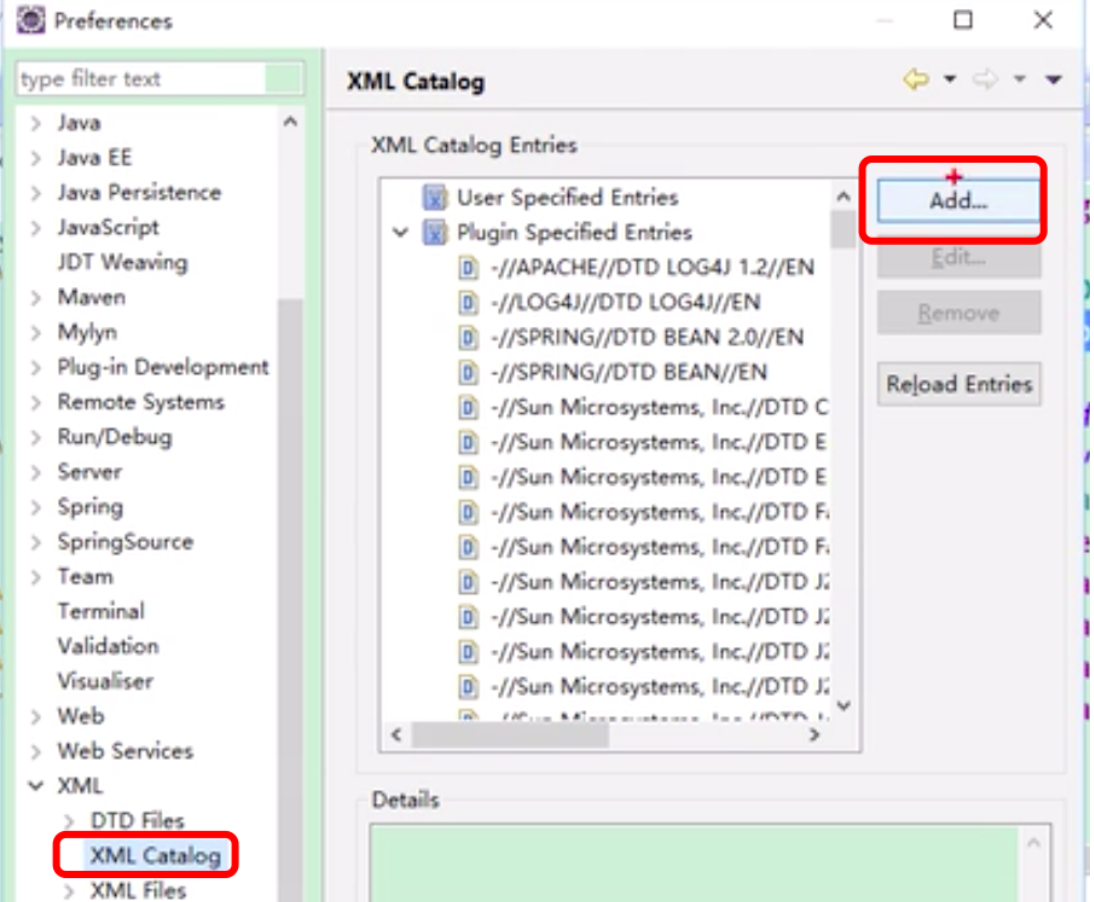 Preferences
type filter text
Java
Java EE
Java Persistence
JavaScript
JDT Weaving
Maven
Mylyn
Plug-in Development
Remote Systems
Run/Debug
Server
Spring
SpringSource
Team
Terminal
Validation
Visualiser
Web
Web Services
XML
DTD Files
XML Catalog
XML Files
XML Catalog
XML Catalog Entries
User Specified Entries
Plugin Specified Entries
-//APACHE//DTD LOG4J 1.2//EN
-//LOG4J//DTD LOG4J//EN
-//SPRING//DTD BEAN 2.0//EN
-//SPRING//DTD BEAN//EN
-//Sun Microsystems, Inc.//DTD C
-//Sun Microsystems, Inc.//DTD E
-//Sun Microsystems, Inc.//DTD E
-//Sun Microsystems, Inc.//DTD F
-//Sun Microsystems, Inc.//DTD F
-//Sun Microsystems, Inc.//DTD J2
-//Sun Microsystems, Inc.//DTD J2
-//Sun Microsystems, Inc.//DTD J2
-//Sun Microsystems, Inc.//DTD J2
Add...
Edit...
Remove
Reload Entries
Details